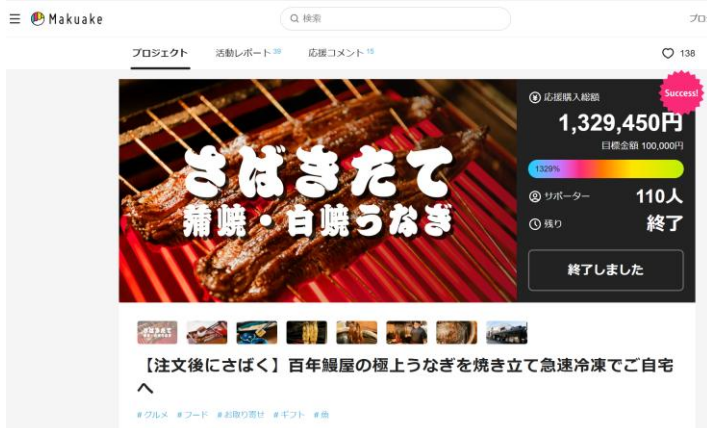 Makuake
検索
プロ
プロジェクト 活動レポート 39 応援コメント 15
138
Success!
応援購入総額
1,329,450円
目標金額 100,000円
1329%
サポーター 110人
残り 終了
終了しました
さばきたて
蒲焼・白焼うなぎ
【注文後にさばく】百年鰻屋の極上うなぎを焼き立て急速冷凍でご自宅
へ
#グルメ #フード #お取り寄せ #ギフト #魚